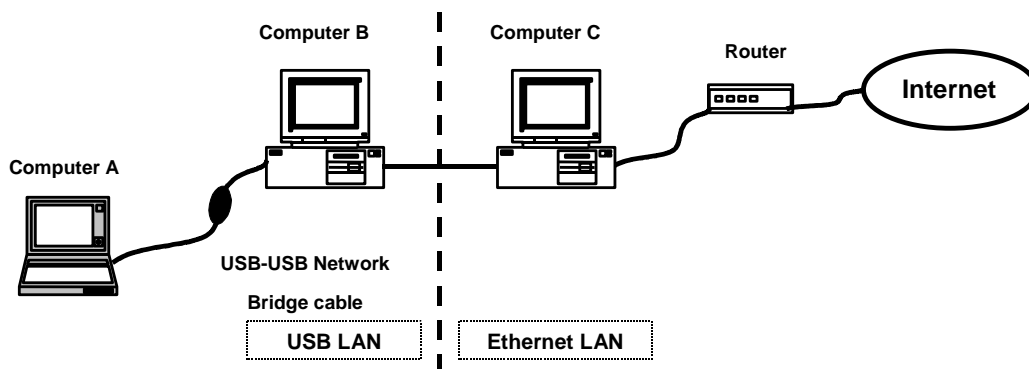 Computer B
Computer C
Router
Internet
Computer A
USB-USB Network
Bridge cable
USB LAN
Ethernet LAN